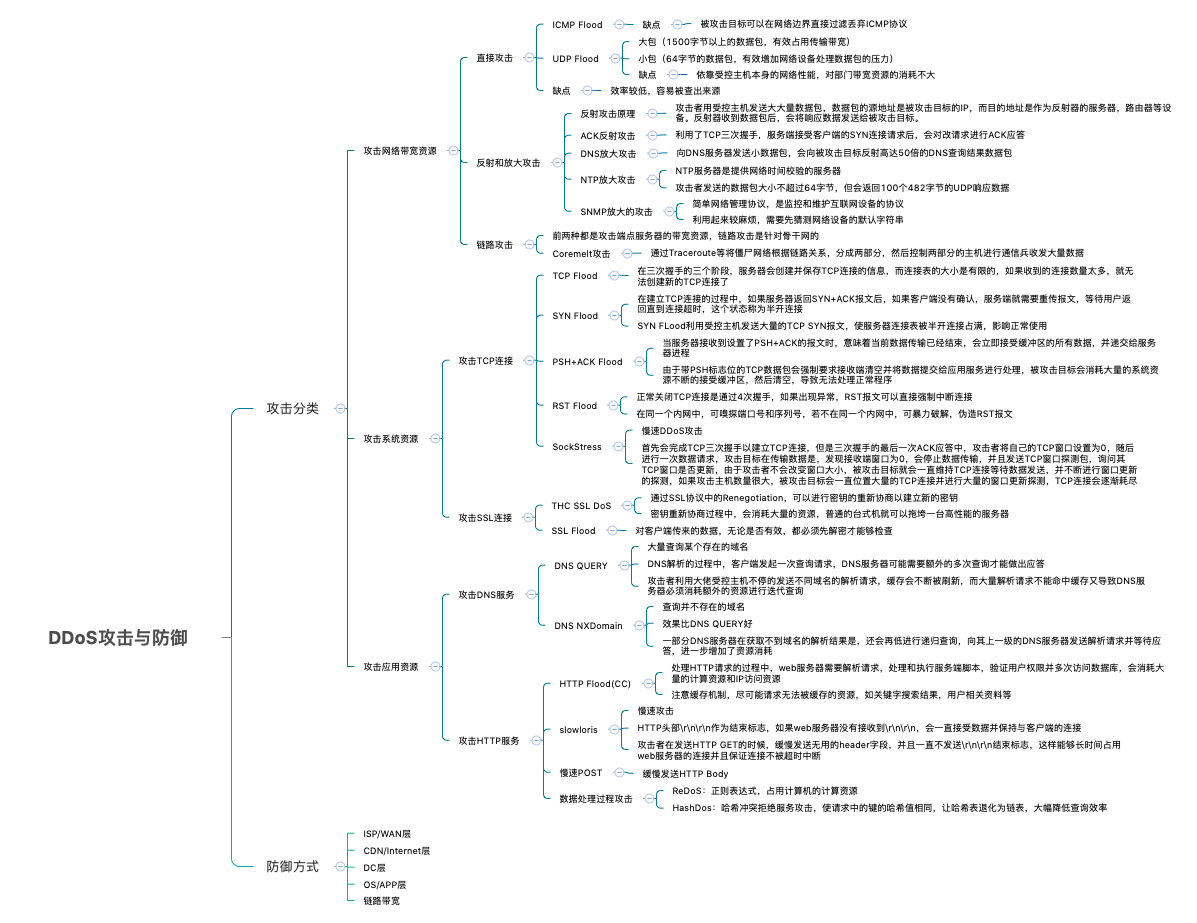 DDoS攻击与防御
攻击分类
攻击网络带宽资源
直接攻击
ICMP Flood
缺点
被攻击目标可以在网络边界直接过滤丢弃ICMP协议
UDP Flood
大包（1500字节以上的数据包，有效占用传输带宽）
小包（64字节的数据包，有效增加网络设备处理数据包的压力）
缺点
依靠受控主机本身的网络性能，对部门带宽资源的消耗不大
缺点
效率较低，容易被查出来源
反射和放大攻击
反射攻击原理
攻击者用受控主机发送大大量数据包，数据包的源地址是被攻击目标的IP，而目的地址是作为反射器的服务器，路由器等设
备。反射器收到数据包后，会将响应数据发送给被攻击目标。
ACK反射攻击
利用了TCP三次握手，服务端接受客户端的SYN连接请求后，会对改请求进行ACK应答
DNS放大攻击
向DNS服务器发送小数据包，会向被攻击目标反射高达50倍的DNS查询结果数据包
NTP放大攻击
NTP服务器是提供网络时间校验的服务器
攻击者发送的数据包大小不超过64字节，但会返回100个482字节的UDP响应数据
SNMP放大的攻击
简单网络管理协议，是监控和维护互联网设备的协议
利用起来较麻烦，需要先猜测网络设备的默认字符串
链路攻击
前两种都是攻击端点服务器的带宽资源，链路攻击是针对骨干网的
Coremelt攻击
通过Traceroute等将僵尸网络根据链路关系，分成两部分，然后控制两部分的主机进行通信兵收发大量数据
攻击系统资源
攻击TCP连接
TCP Flood
在三次握手的三个阶段，服务器会创建并保存TCP连接的信息，而连接表的大小是有限的，如果收到的连接数量太多，就无
法创建新的TCP连接了
SYN Flood
在建立TCP连接的过程中，如果服务器返回SYN+ACK报文后，如果客户端没有确认，服务端就需要重传报文，等待用户返
回直到连接超时，这个状态称为半开连接
SYN FLood利用受控主机发送大量的TCP SYN报文，使服务器连接表被半开连接占满，影响正常使用
PSH+ACK Flood
当服务器接收到设置了PSH+ACK的报文时，意味着当前数据传输已经结束，会立即接受缓冲区的所有数据，并递交给服务
器进程
由于带PSH标志位的TCP数据包会强制要求接收端清空并将数据提交给应用服务进行处理，被攻击目标会消耗大量的系统资
源不断的接受缓冲区，然后清空，导致无法处理正常程序
RST Flood
正常关闭TCP连接是通过4次握手，如果出现异常，RST报文可以直接强制中断连接
在同一个内网中，可嗅探端口号和序列号，若不在同一个内网中，可暴力破解，伪造RST报文
SockStress
慢速DDoS攻击
首先会完成TCP三次握手以建立TCP连接，但是三次握手的最后一次ACK应答中，攻击者将自己的TCP窗口设置为0，随后
进行一次数据请求，攻击目标在传输数据是，发现接收端窗口为0，会停止数据传输，并且发送TCP窗口探测包，询问其
TCP窗口是否更新，由于攻击者不会改变窗口大小，被攻击目标就会一直维持TCP连接等待数据发送，并不断进行窗口更新
的探测，如果攻击主机数量很大，被攻击目标会一直位置大量的TCP连接并进行大量的窗口更新探测，TCP连接会逐渐耗尽
攻击SSL连接
THC SSL DoS
通过SSL协议中的Renegotiation，可以进行密钥的重新协商以建立新的密钥
密钥重新协商过程中，会消耗大量的资源，普通的台式机就可以拖垮一台高性能的服务器
SSL Flood
对客户端传来的数据，无论是否有效，都必须先解密才能够检查
攻击应用资源
攻击DNS服务
DNS QUERY
大量查询某个存在的域名
DNS解析的过程中，客户端发起一次查询请求，DNS服务器可能需要额外的多次查询才能做出应答
攻击者利用大佬受控主机不停的发送不同域名的解析请求，缓存会不断被刷新，而大量解析请求不能命中缓存又导致DNS服
务器必须消耗额外的资源进行迭代查询
DNS NXDomain
查询并不存在的域名
效果比DNS QUERY好
一部分DNS服务器在获取不到域名的解析结果是，还会再低进行递归查询，向其上一级的DNS服务器发送解析请求并等待应
答，进一步增加了资源消耗
攻击HTTP服务
HTTP Flood(CC)
处理HTTP请求的过程中，web服务器需要解析请求，处理和执行服务端脚本，验证用户权限并多次访问数据库，会消耗大
量的计算资源和IP访问资源
注意缓存机制，尽可能请求无法被缓存的资源，如关键字搜索结果，用户相关资料等
slowloris
慢速攻击
HTTP头部\r\n\r\n作为结束标志，如果web服务器没有接收到\r\n\r\n，会一直接受数据并保持与客户端的连接
攻击者在发送HTTP GET的时候，缓慢发送无用的header字段，并且一直不发送\r\n\r\n结束标志，这样能够长时间占用
web服务器的连接并且保证连接不被超时中断
慢速POST
缓慢发送HTTP Body
数据处理过程攻击
ReDoS：正则表达式，占用计算机的计算资源
HashDos：哈希冲突拒绝服务攻击，使请求中的键的哈希值相同，让哈希表退化为链表，大幅降低查询效率
防御方式
ISP/WAN层
CDN/Internet层
DC层
OS/APP层
链路带宽